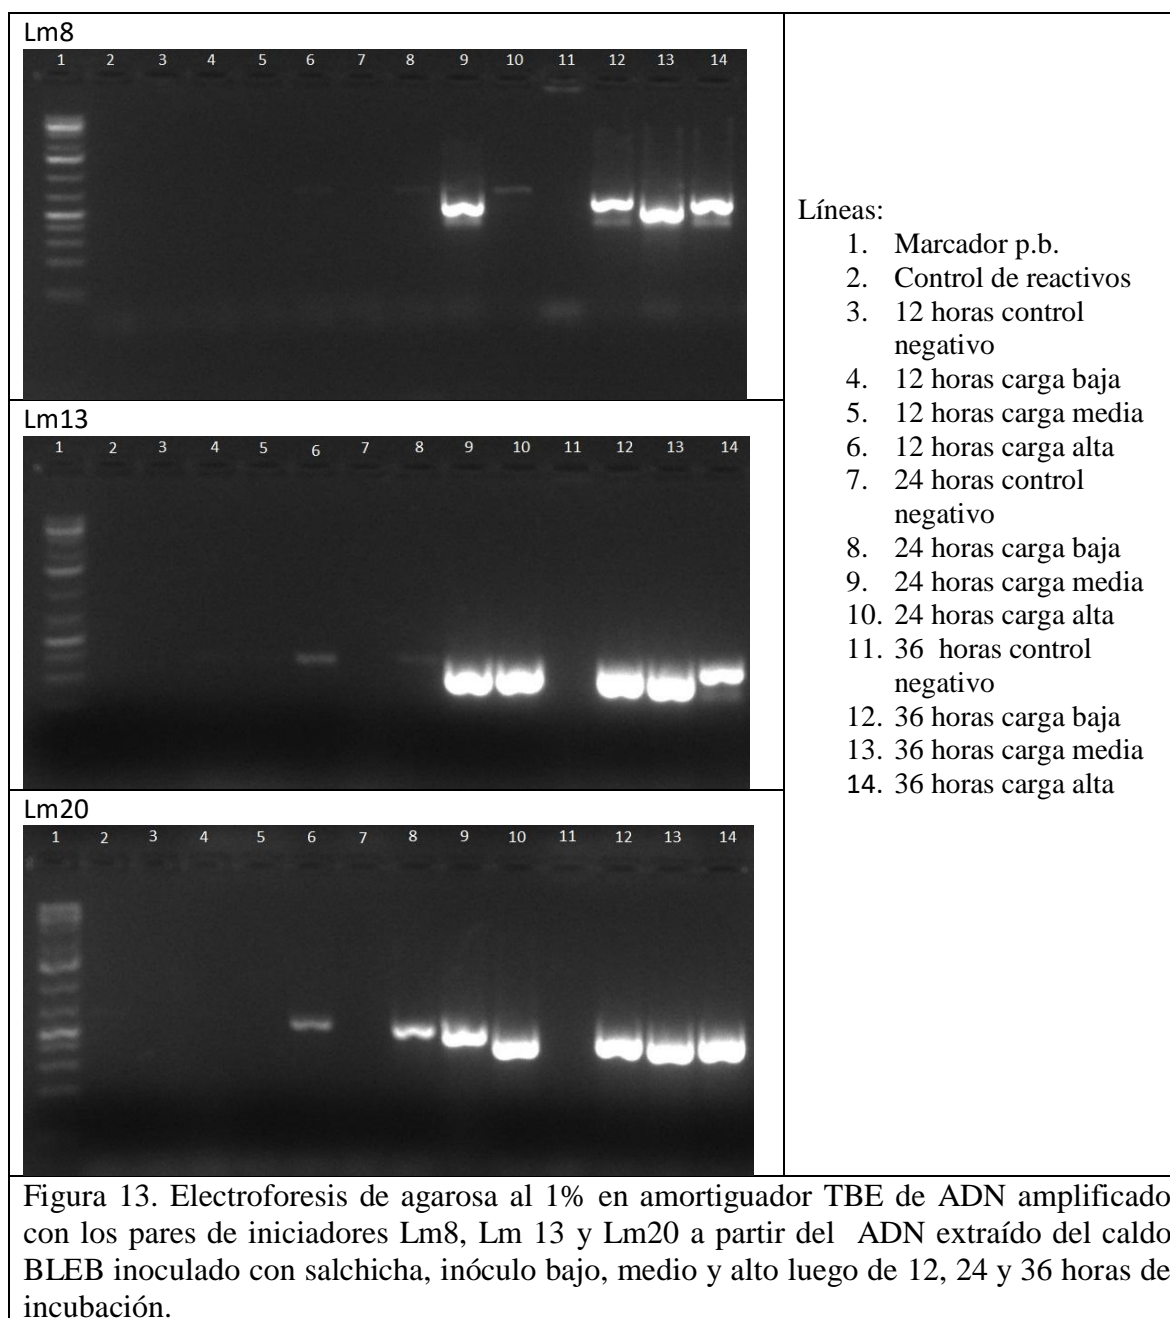 Lm8
1 2 3 4 5 6 7 8 9 10 11 12 13 14
Lm13
1 2 3 4 5 6 7 8 9 10 11 12 13 14
Lm20
1 2 3 4 5 6 7 8 9 10 11 12 13 14
Líneas:
1. Marcador p.b.
2. Control de reactivos
3. 12 horas control
negativo
4. 12 horas carga baja
5. 12 horas carga media
6. 12 horas carga alta
7. 24 horas control
negativo
8. 24 horas carga baja
9. 24 horas carga media
10. 24 horas carga alta
11. 36 horas control
negativo
12. 36 horas carga baja
13. 36 horas carga media
14. 36 horas carga alta
Figura 13. Electroforesis de agarosa al 1% en amortiguador TBE de ADN amplificado
con los pares de iniciadores Lm8, Lm 13 y Lm20 a partir del ADN extraído del caldo
BLEB inoculado con salchicha, inóculo bajo, medio y alto luego de 12, 24 y 36 horas de
incubación.